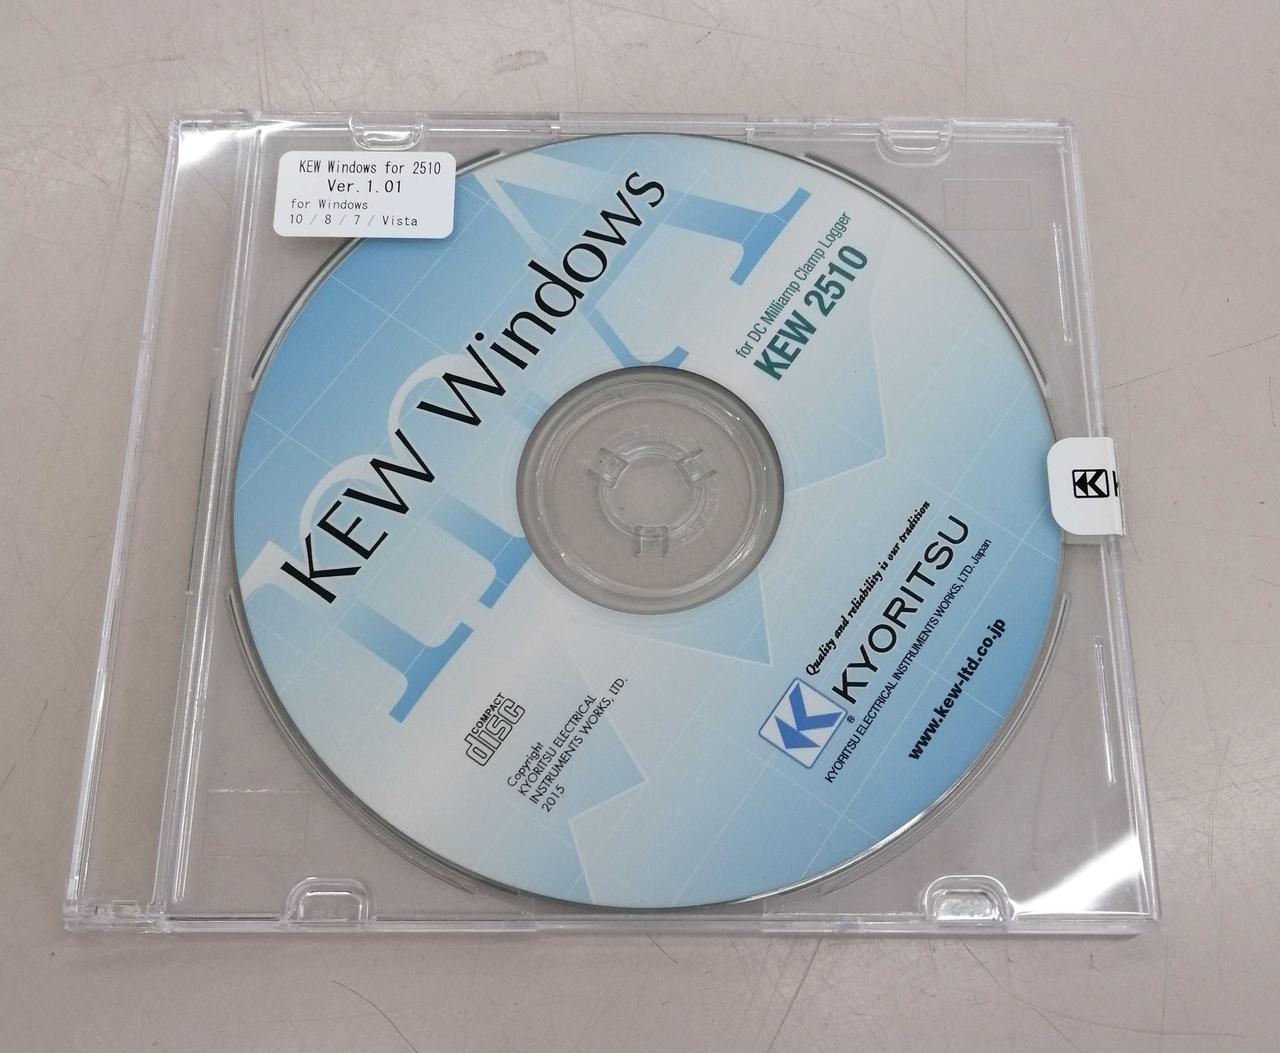 KEW Windows for 2510
Ver. 1.01
for Windows
10 / 8 / 7 / Vista
KEW Windows
for DC Milliamp Clamp Logger
KEW 2510
COMPACT
disc
Copyright
KYORITSU ELECTRICAL
INSTRUMENTS WORKS, LTD.
2015
Quality and reliability is our tradition
® KYORITSU
KYORITSU ELECTRICAL INSTRUMENTS WORKS, LTD. Japan
www.kew-ltd.co.jp